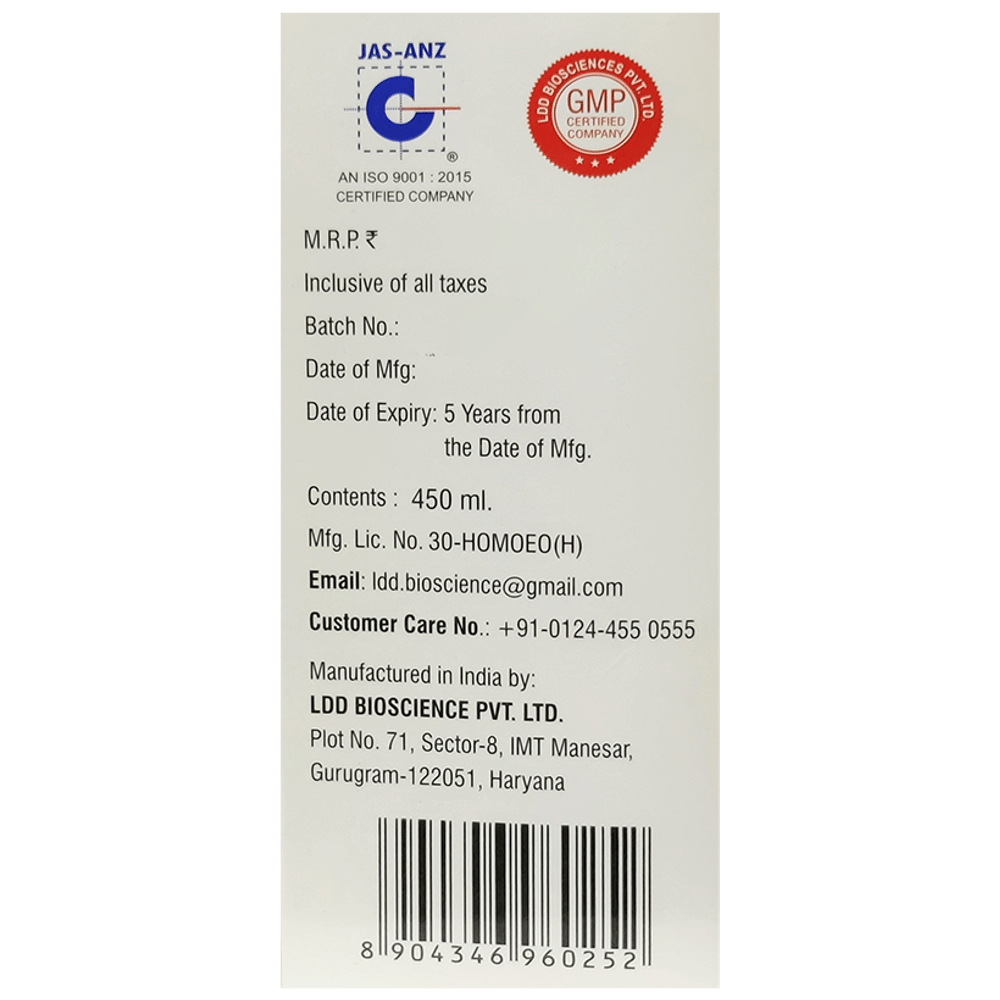 JAS-ANZ
®
AN ISO 9001 : 2015
CERTIFIED COMPANY
LDD BIOSCIENCES PVT. LTD.
GMP
CERTIFIED
COMPANY
M.R.P. ₹
Inclusive of all taxes
Batch No.:
Date of Mfg:
Date of Expiry: 5 Years from
the Date of Mfg.
Contents : 450 ml.
Mfg. Lic. No. 30-HOMOEO(H)
Email: ldd.bioscience@gmail.com
Customer Care No.: +91-0124-455 0555
Manufactured in India by:
LDD BIOSCIENCE PVT. LTD.
Plot No. 71, Sector-8, IMT Manesar,
Gurugram-122051, Haryana
8 904346 960252